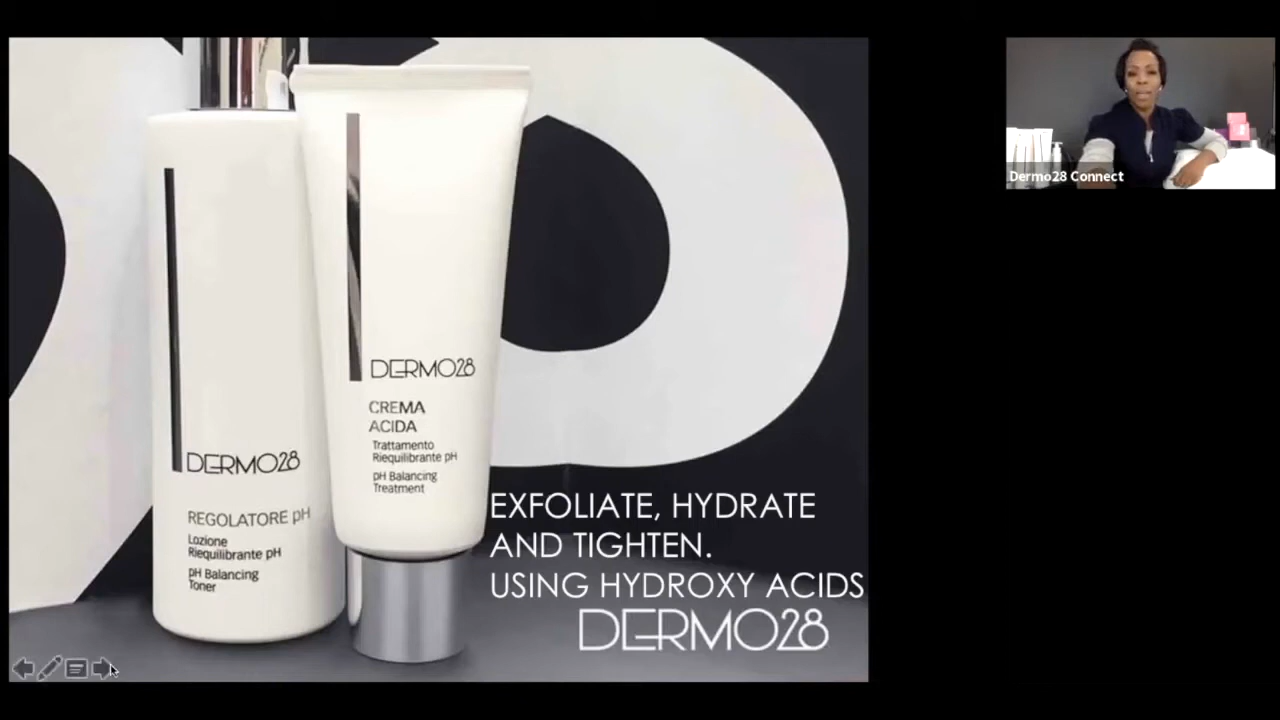 DERMO28
REGOLATORE pH
Lozione
Riequilibrante pH
pH Balancing
Toner
DERMO28
CREMA
ACIDA
Trattamento
Riequilibrante pH
pH Balancing
Treatment
EXFOLIATE, HYDRATE
AND TIGHTEN.
USING HYDROXY ACIDS
DERMO28
Dermo28 Connect